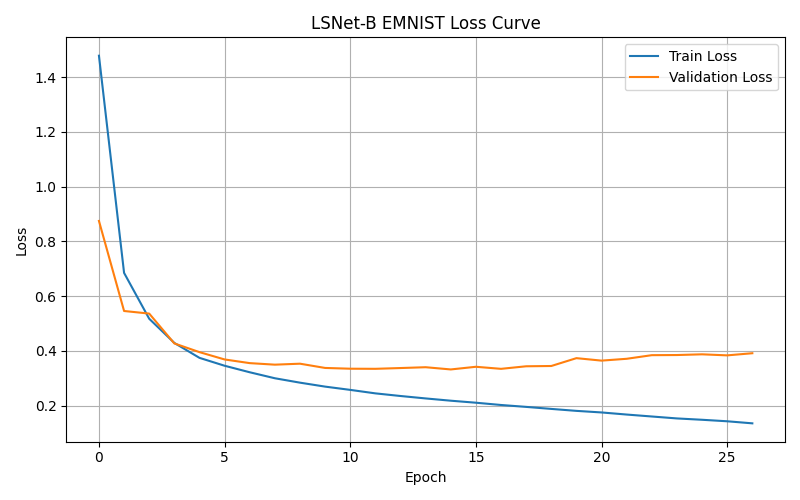 LSNet-B EMNIST Loss Curve
Train Loss
Validation Loss
1.4
1.2
1.0
0.8
0.6
0.4
0.2
Loss
0 5 10 15 20 25
Epoch